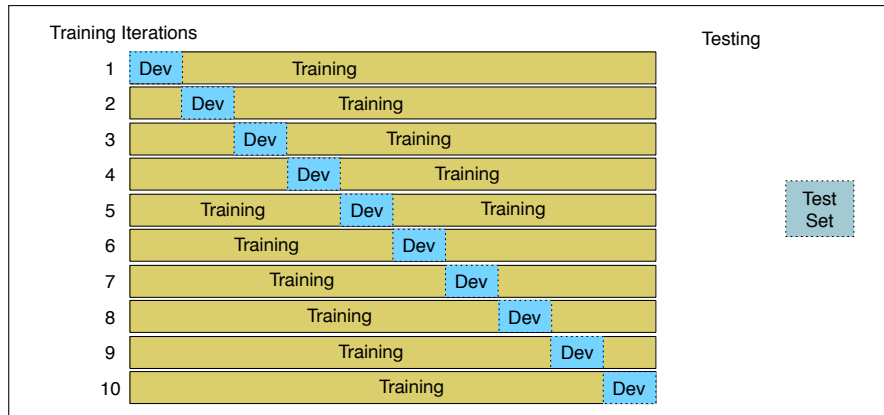 Training Iterations
Testing
1 Dev Training
2 Dev Training
3 Dev Training
4 Dev Training
5 Training Dev Training
6 Training Dev
7 Training Dev
8 Training Dev
9 Training Dev
10 Training Dev
Test
Set